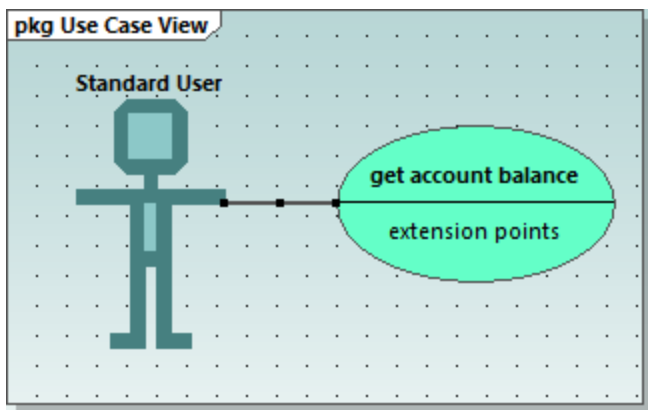 pkg Use Case View
Standard User
get account balance
extension points